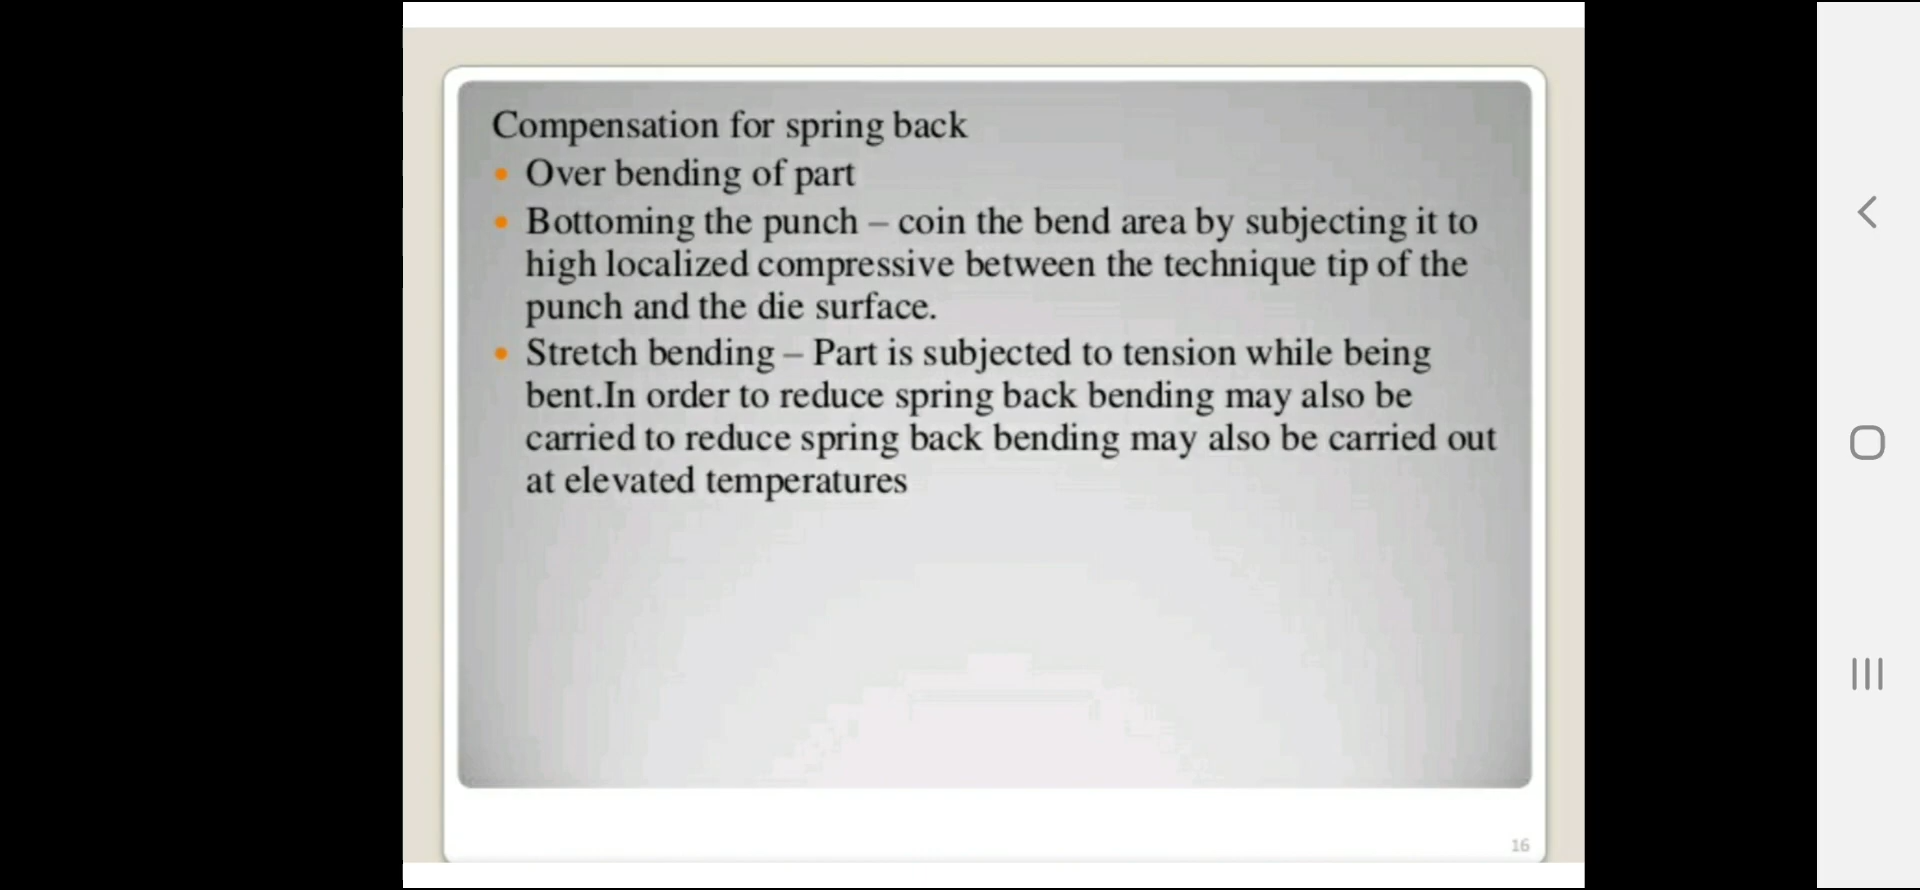 Compensation for spring back
• Over bending of part
• Bottoming the punch – coin the bend area by subjecting it to
high localized compressive between the technique tip of the
punch and the die surface.
• Stretch bending – Part is subjected to tension while being
bent.In order to reduce spring back bending may also be
carried to reduce spring back bending may also be carried out
at elevated temperatures
16